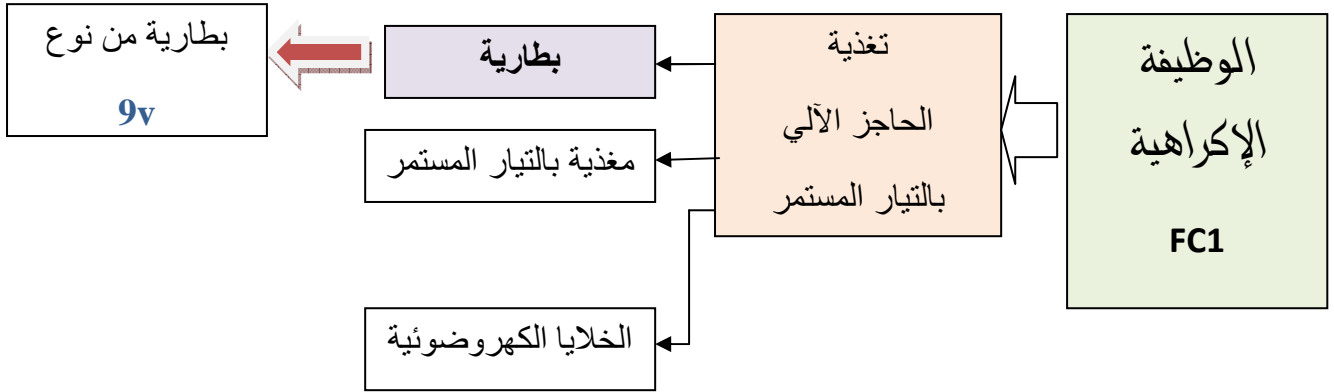 الوظيفة
الإكراهية
FC1
تغذية
الحاجز الآلي
بالتيار المستمر
بطارية
مغذية بالتيار المستمر
الخلايا الكهروضوئية
بطارية من نوع
9v